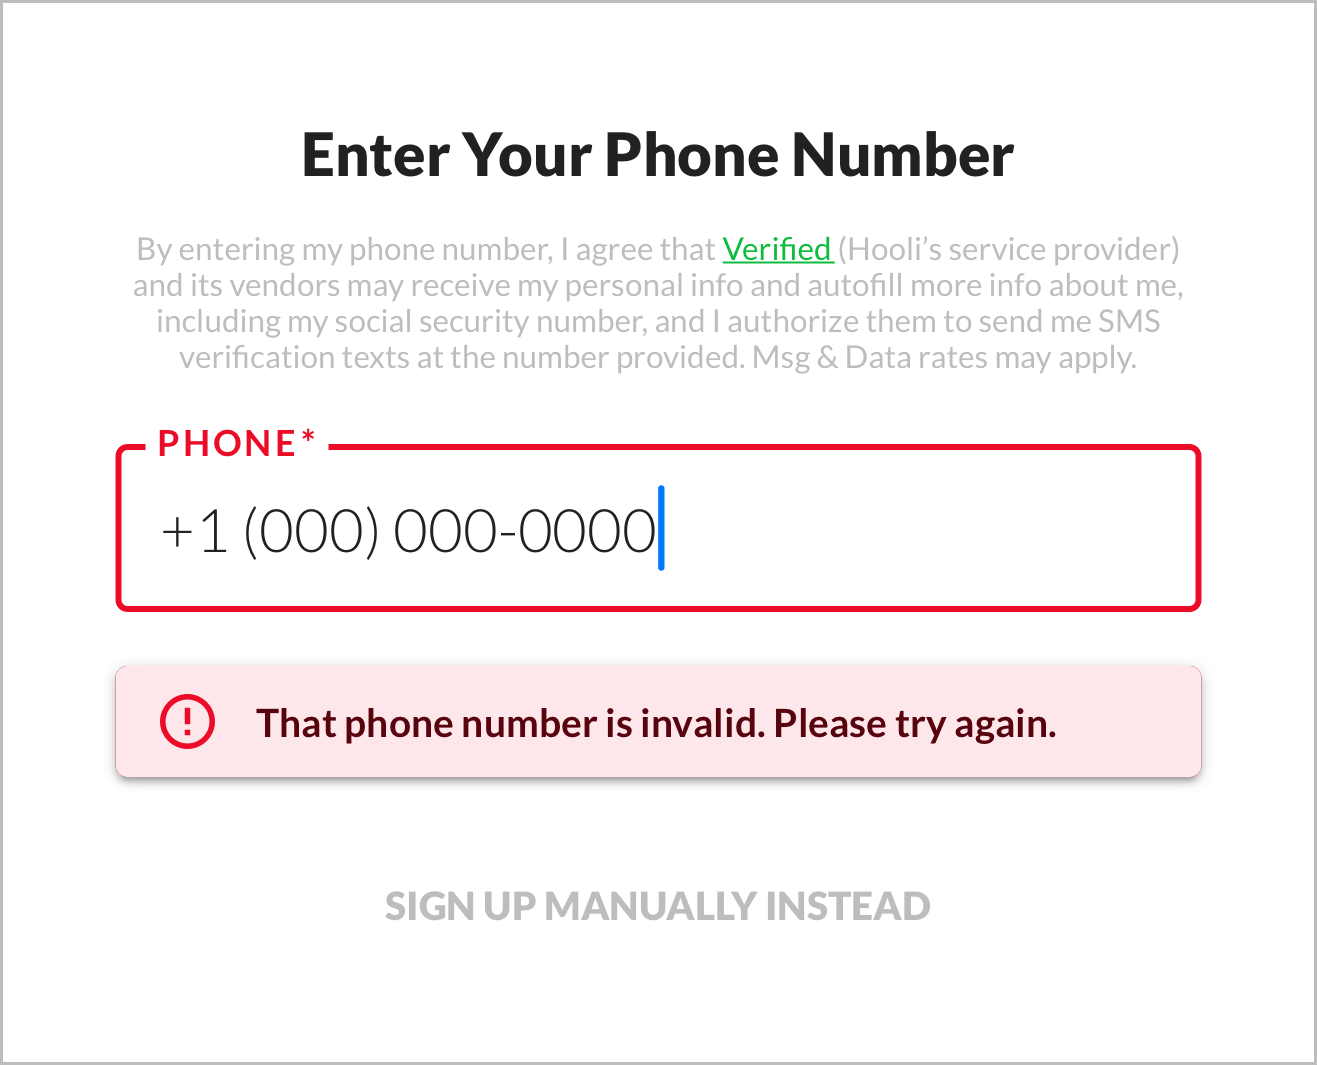 Enter Your Phone Number
By entering my phone number, I agree that Verified (Hooli’s service provider)
and its vendors may receive my personal info and autofill more info about me,
including my social security number, and I authorize them to send me SMS
verification texts at the number provided. Msg & Data rates may apply.
PHONE*
+1 (000) 000-0000
That phone number is invalid. Please try again.
SIGN UP MANUALLY INSTEAD